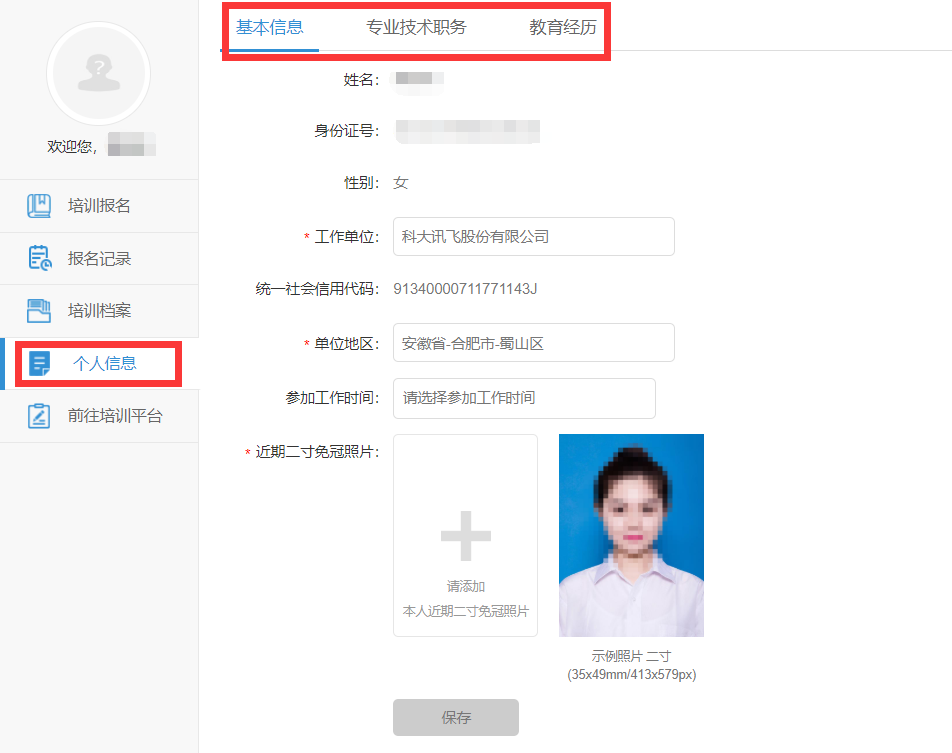 欢迎您,
培训报名
报名记录
培训档案
个人信息
前往培训平台
基本信息 专业技术职务 教育经历
姓名：
身份证号：
性别： 女
* 工作单位： 科大讯飞股份有限公司
统一社会信用代码： 91340000711771143J
* 单位地区： 安徽省-合肥市-蜀山区
参加工作时间： 请选择参加工作时间
* 近期二寸免冠照片：
请添加
本人近期二寸免冠照片
示例照片 二寸
(35x49mm/413x579px)
保存